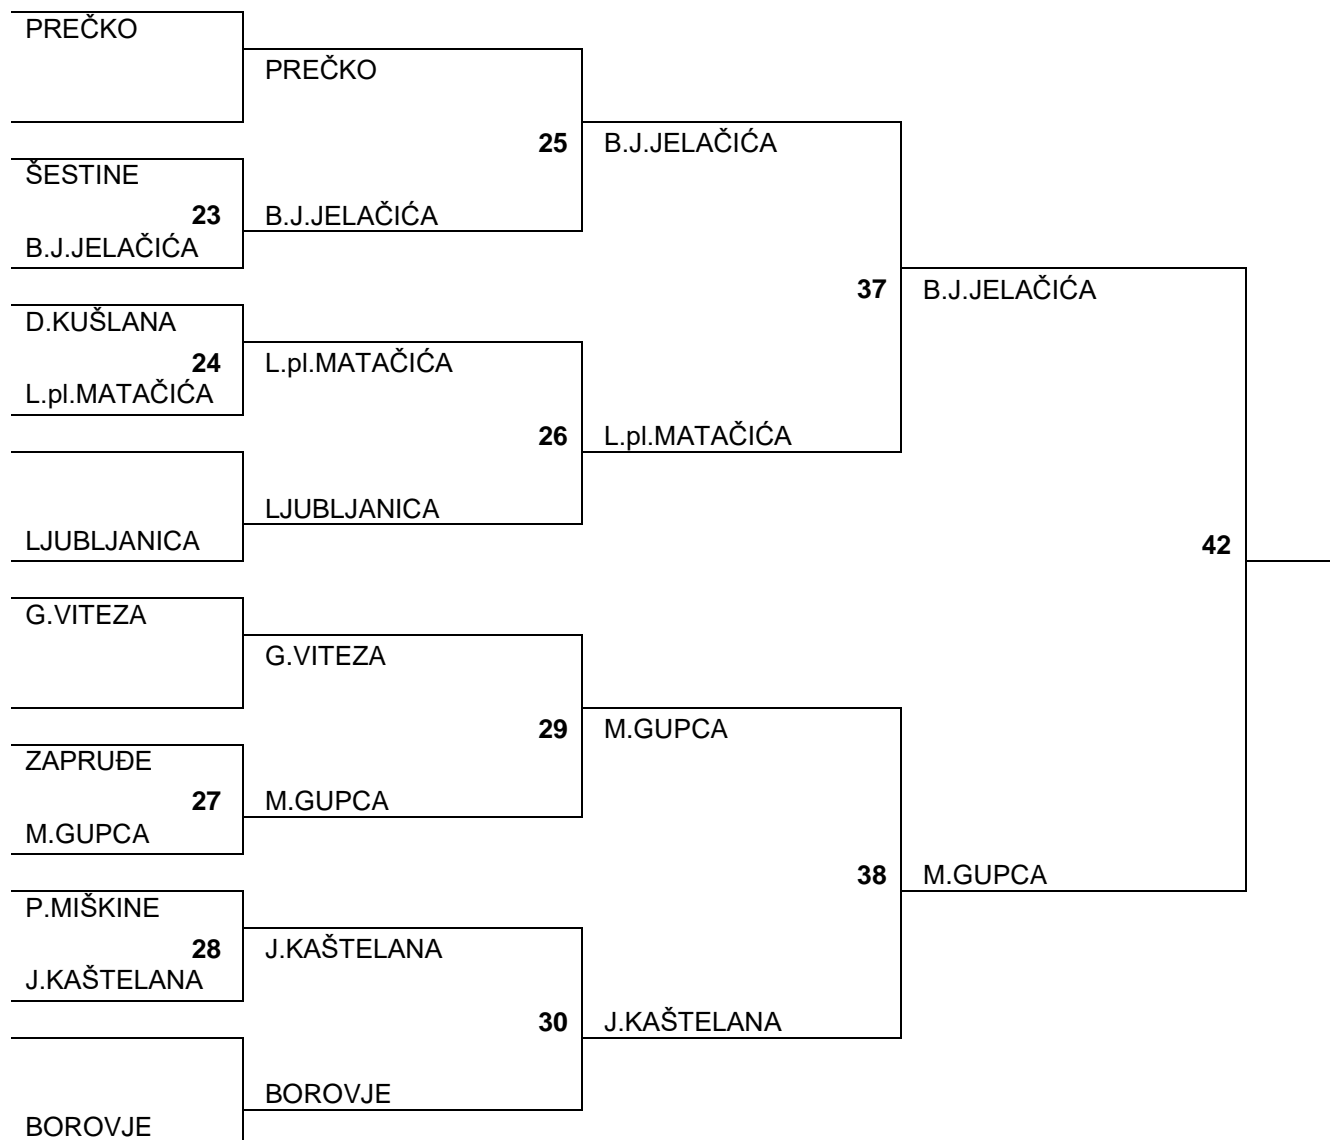 PREČKO
PREČKO
25
B.J.JELAČIĆA
ŠESTINE
23
B.J.JELAČIĆA
B.J.JELAČIĆA
37
B.J.JELAČIĆA
D.KUŠLANA
24
L.pl.MATAČIĆA
L.pl.MATAČIĆA
26
L.pl.MATAČIĆA
LJUBLJANICA
LJUBLJANICA
42
G.VITEZA
G.VITEZA
29
M.GUPCA
ZAPRUĐE
27
M.GUPCA
M.GUPCA
38
M.GUPCA
P.MIŠKINE
28
J.KAŠTELANA
J.KAŠTELANA
30
J.KAŠTELANA
BOROVJE
BOROVJE